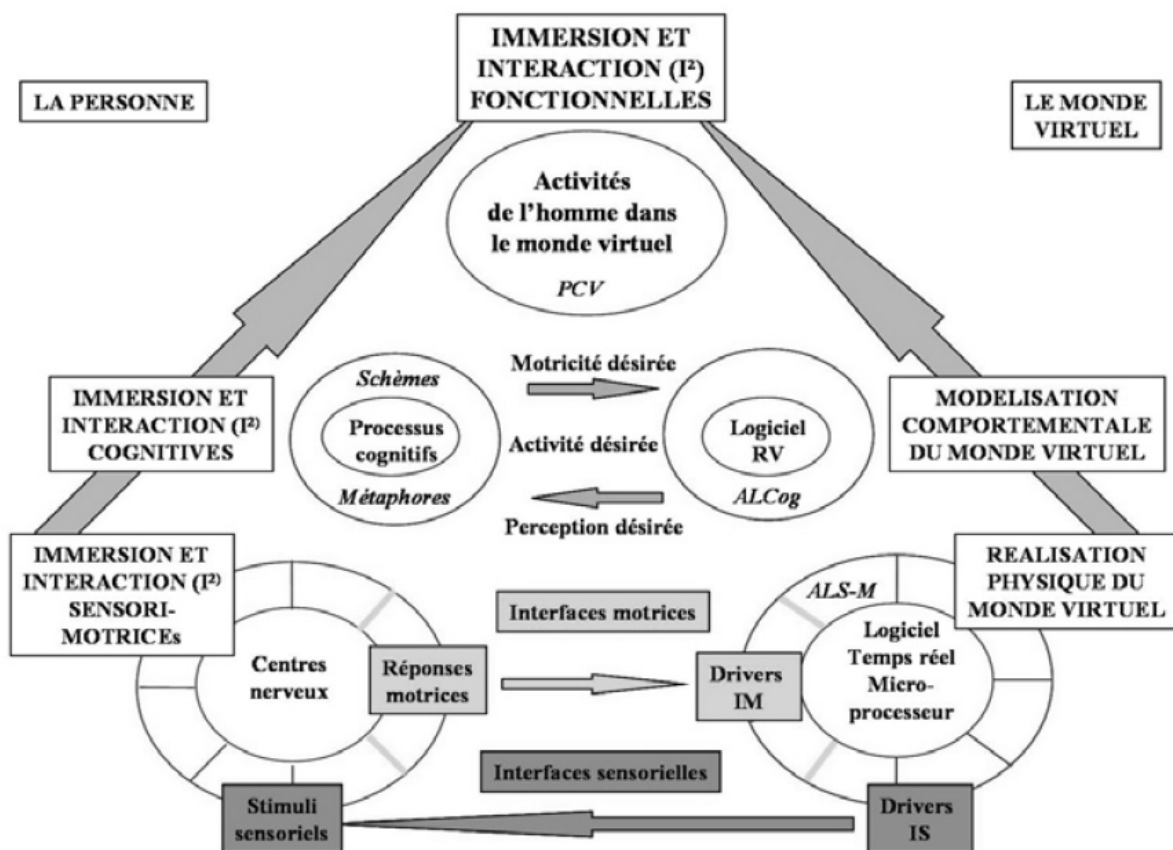 IMMERSION ET
INTERACTION (I²)
FONCTIONNELLES
LA PERSONNE
LE MONDE
VIRTUEL
Activités
de l'homme dans
le monde virtuel
PCV
IMMERSION ET
INTERACTION (I²)
COGNITIVES
Schèmes
Processus
cognitifs
Métaphores
Motricité désirée
Activité désirée
Perception désirée
Logiciel
RV
ALCog
MODELISATION
COMPORTEMENTALE
DU MONDE VIRTUEL
IMMERSION ET
INTERACTION (I²)
SENSORI-
MOTRICEs
REALISATION
PHYSIQUE DU
MONDE VIRTUEL
Centres
nerveux
Réponses
motrices
Interfaces motrices
Drivers
IM
ALS-M
Logiciel
Temps réel
Micro-
processeur
Interfaces sensorielles
Stimuli
sensoriels
Drivers
IS